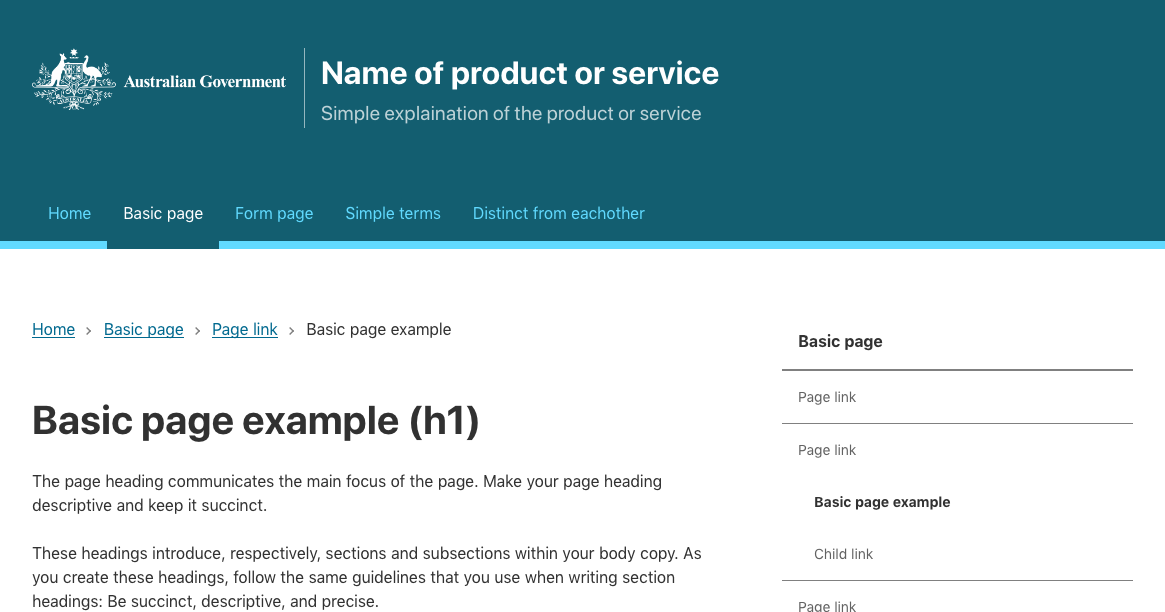 Australian Government
Name of product or service
Simple explaination of the product or service
Home
Basic page
Form page
Simple terms
Distinct from eachother
Home > Basic page > Page link > Basic page example
Basic page example (h1)
The page heading communicates the main focus of the page. Make your page heading
descriptive and keep it succinct.
These headings introduce, respectively, sections and subsections within your body copy. As
you create these headings, follow the same guidelines that you use when writing section
headings: Be succinct, descriptive, and precise.
Basic page
Page link
Page link
Basic page example
Child link
Page link